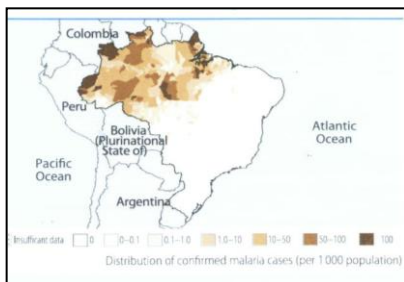 Colombia
Peru
Bolivia
(Plurinational
State of)
Atlantic
Ocean
Pacific
Ocean
Argentina
Insufficient data 0 0–0.1 0.1–1.0 1.0–10 10–50 50–100 100
Distribution of confirmed malaria cases (per 1 000 population)